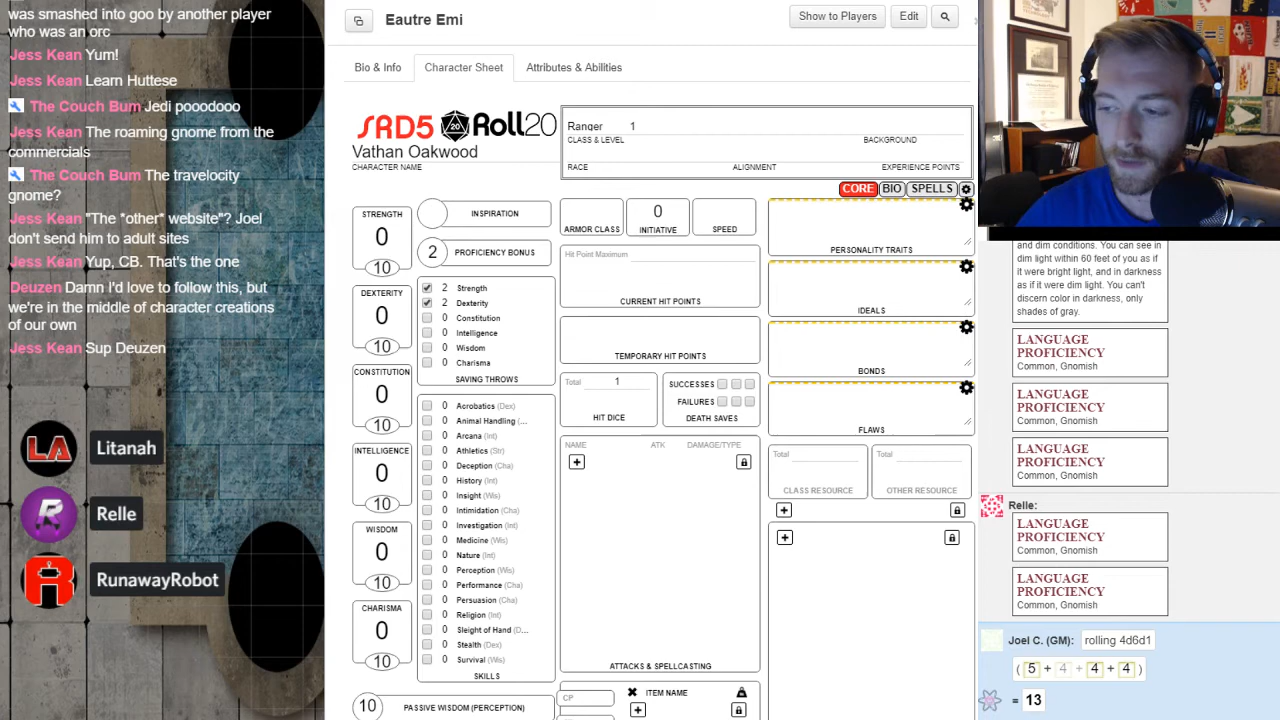 was smashed into goo by another player
who was an orc
Jess Kean Yum!
Jess Kean Learn Huttese
The Couch Bum Jedi pooodooo
Jess Kean The roaming gnome from the
commercials
The Couch Bum The travelocity
gnome?
Jess Kean "The *other* website"? Joel
don't send him to adult sites
Jess Kean Yup, CB. That's the one
Deuzen Damn I'd love to follow this, but
we're in the middle of character creations
of our own
Jess Kean Sup Deuzen
LA Litanah
R Relle
RunawayRobot
Eautre Emi
Show to Players
Edit
Bio & Info
Character Sheet
Attributes & Abilities
SRD5 20 Roll20
Vathan Oakwood
CHARACTER NAME
Ranger 1
CLASS & LEVEL BACKGROUND
RACE ALIGNMENT EXPERIENCE POINTS
CORE BIO SPELLS
STRENGTH
0
10
DEXTERITY
0
10
CONSTITUTION
0
10
INTELLIGENCE
0
10
WISDOM
0
10
CHARISMA
0
10
INSPIRATION
2 PROFICIENCY BONUS
2 Strength
2 Dexterity
0 Constitution
0 Intelligence
0 Wisdom
0 Charisma
SAVING THROWS
0 Acrobatics (Dex)
0 Animal Handling (...
0 Arcana (Int)
0 Athletics (Str)
0 Deception (Cha)
0 History (Int)
0 Insight (Wis)
0 Intimidation (Cha)
0 Investigation (Int)
0 Medicine (Wis)
0 Nature (Int)
0 Perception (Wis)
0 Performance (Cha)
0 Persuasion (Cha)
0 Religion (Int)
0 Sleight of Hand (D...
0 Stealth (Dex)
0 Survival (Wis)
SKILLS
10 PASSIVE WISDOM (PERCEPTION)
ARMOR CLASS
0
INITIATIVE
SPEED
Hit Point Maximum
CURRENT HIT POINTS
TEMPORARY HIT POINTS
Total 1
HIT DICE
SUCCESSES
FAILURES
DEATH SAVES
NAME ATK DAMAGE/TYPE
+
ATTACKS & SPELLCASTING
CP
ITEM NAME
+
PERSONALITY TRAITS
IDEALS
BONDS
FLAWS
Total
CLASS RESOURCE
Total
OTHER RESOURCE
+
+
and dim conditions. You can see in
dim light within 60 feet of you as if
it were bright light, and in darkness
as if it were dim light. You can't
discern color in darkness, only
shades of gray.
LANGUAGE
PROFICIENCY
Common, Gnomish
LANGUAGE
PROFICIENCY
Common, Gnomish
LANGUAGE
PROFICIENCY
Common, Gnomish
Relle:
LANGUAGE
PROFICIENCY
Common, Gnomish
LANGUAGE
PROFICIENCY
Common, Gnomish
Joel C. (GM): rolling 4d6d1
( 5 + 4 + 4 + 4 )
= 13